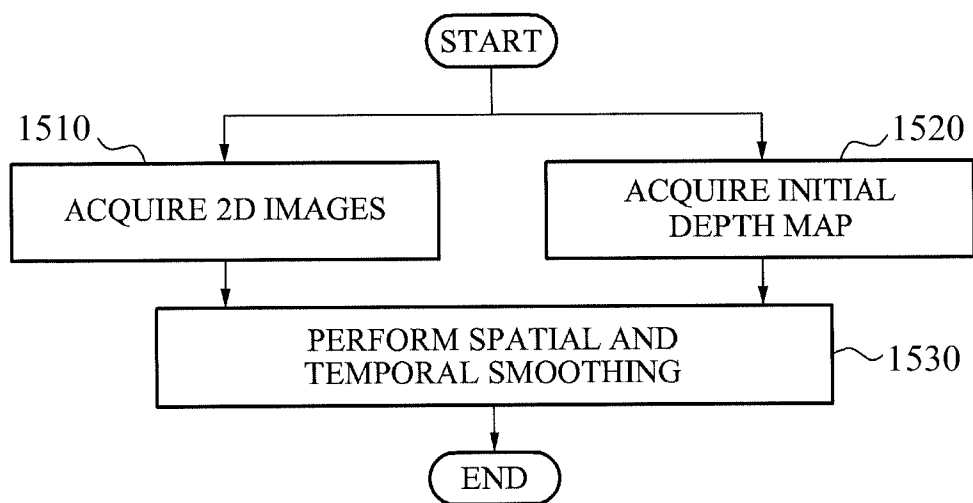 START
1510
1520
ACQUIRE 2D IMAGES
ACQUIRE INITIAL
DEPTH MAP
PERFORM SPATIAL AND
TEMPORAL SMOOTHING
1530
END